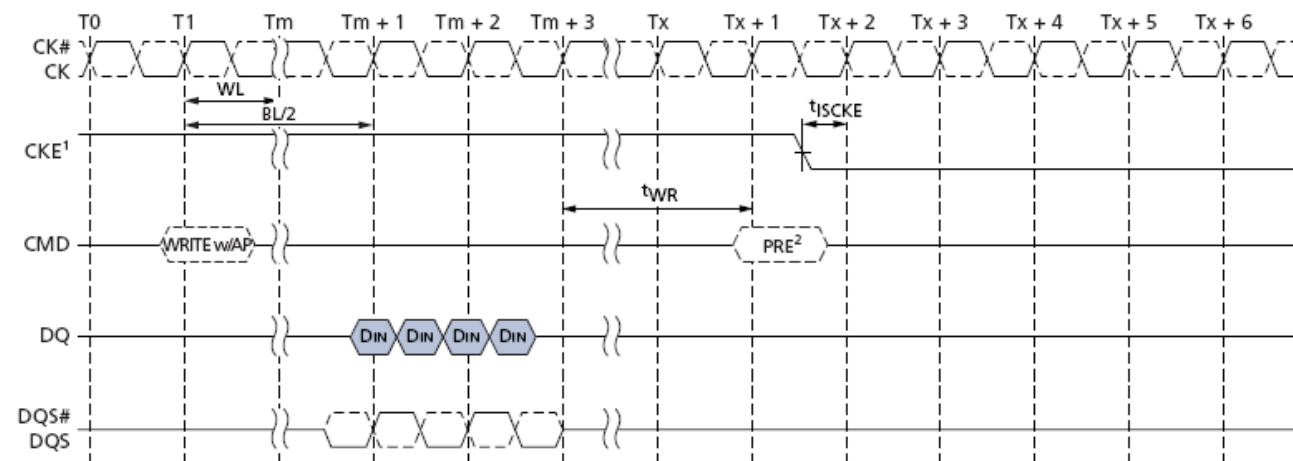 T0 T1 Tm Tm + 1 Tm + 2 Tm + 3 Tx Tx + 1 Tx + 2 Tx + 3 Tx + 4 Tx + 5 Tx + 6
CK#
CK
WL
BL/2
tISCKE
CKE1
tWR
CMD WRITE w/AP PRE2
DQ DIN DIN DIN DIN
DQS#
DQS